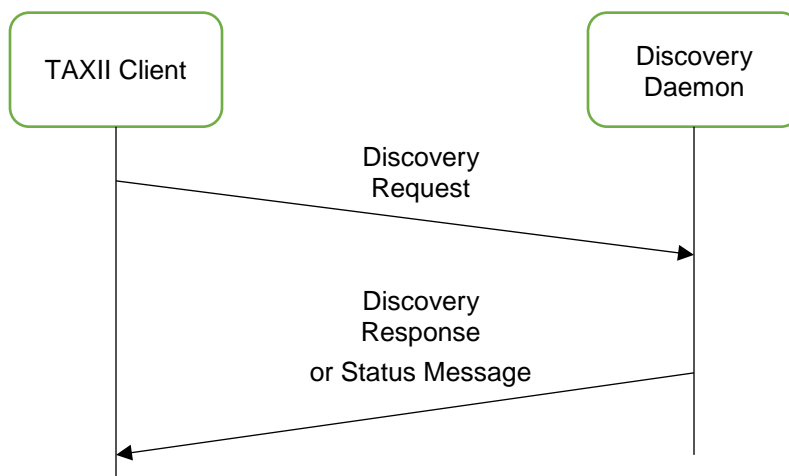 TAXII Client
Discovery
Daemon
Discovery
Request
Discovery
Response
or Status Message